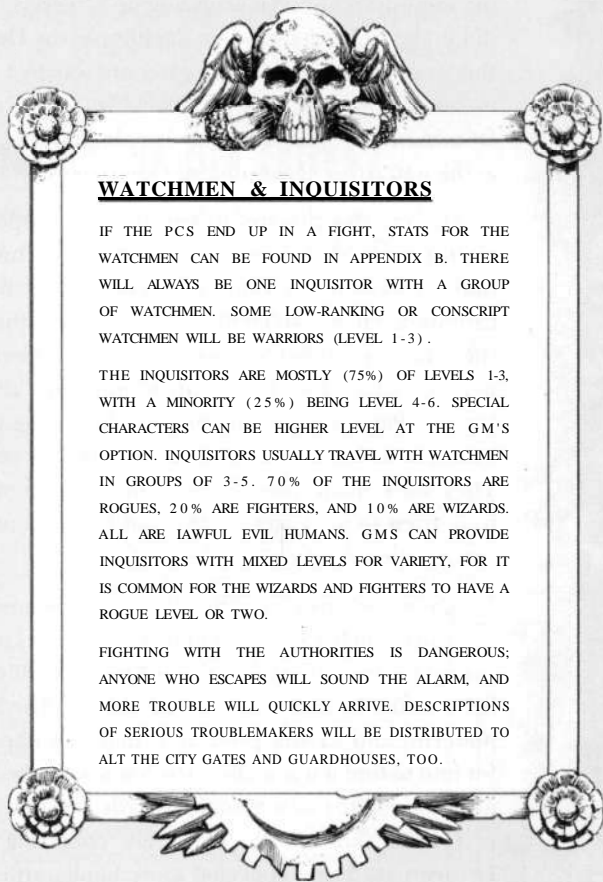 WATCHMEN & INQUISITORS
IF THE PCS END UP IN A FIGHT, STATS FOR THE
WATCHMEN CAN BE FOUND IN APPENDIX B. THERE
WILL ALWAYS BE ONE INQUISITOR WITH A GROUP
OF WATCHMEN. SOME LOW-RANKING OR CONSCRIPT
WATCHMEN WILL BE WARRIORS (LEVEL 1-3).
THE INQUISITORS ARE MOSTLY (75%) OF LEVELS 1-3,
WITH A MINORITY (25%) BEING LEVEL 4-6. SPECIAL
CHARACTERS CAN BE HIGHER LEVEL AT THE GM'S
OPTION. INQUISITORS USUALLY TRAVEL WITH WATCHMEN
IN GROUPS OF 3-5. 70% OF THE INQUISITORS ARE
ROGUES, 20% ARE FIGHTERS, AND 10% ARE WIZARDS.
ALL ARE IAWFUL EVIL HUMANS. GMS CAN PROVIDE
INQUISITORS WITH MIXED LEVELS FOR VARIETY, FOR IT
IS COMMON FOR THE WIZARDS AND FIGHTERS TO HAVE A
ROGUE LEVEL OR TWO.
FIGHTING WITH THE AUTHORITIES IS DANGEROUS;
ANYONE WHO ESCAPES WILL SOUND THE ALARM, AND
MORE TROUBLE WILL QUICKLY ARRIVE. DESCRIPTIONS
OF SERIOUS TROUBLEMAKERS WILL BE DISTRIBUTED TO
ALT THE CITY GATES AND GUARDHOUSES, TOO.